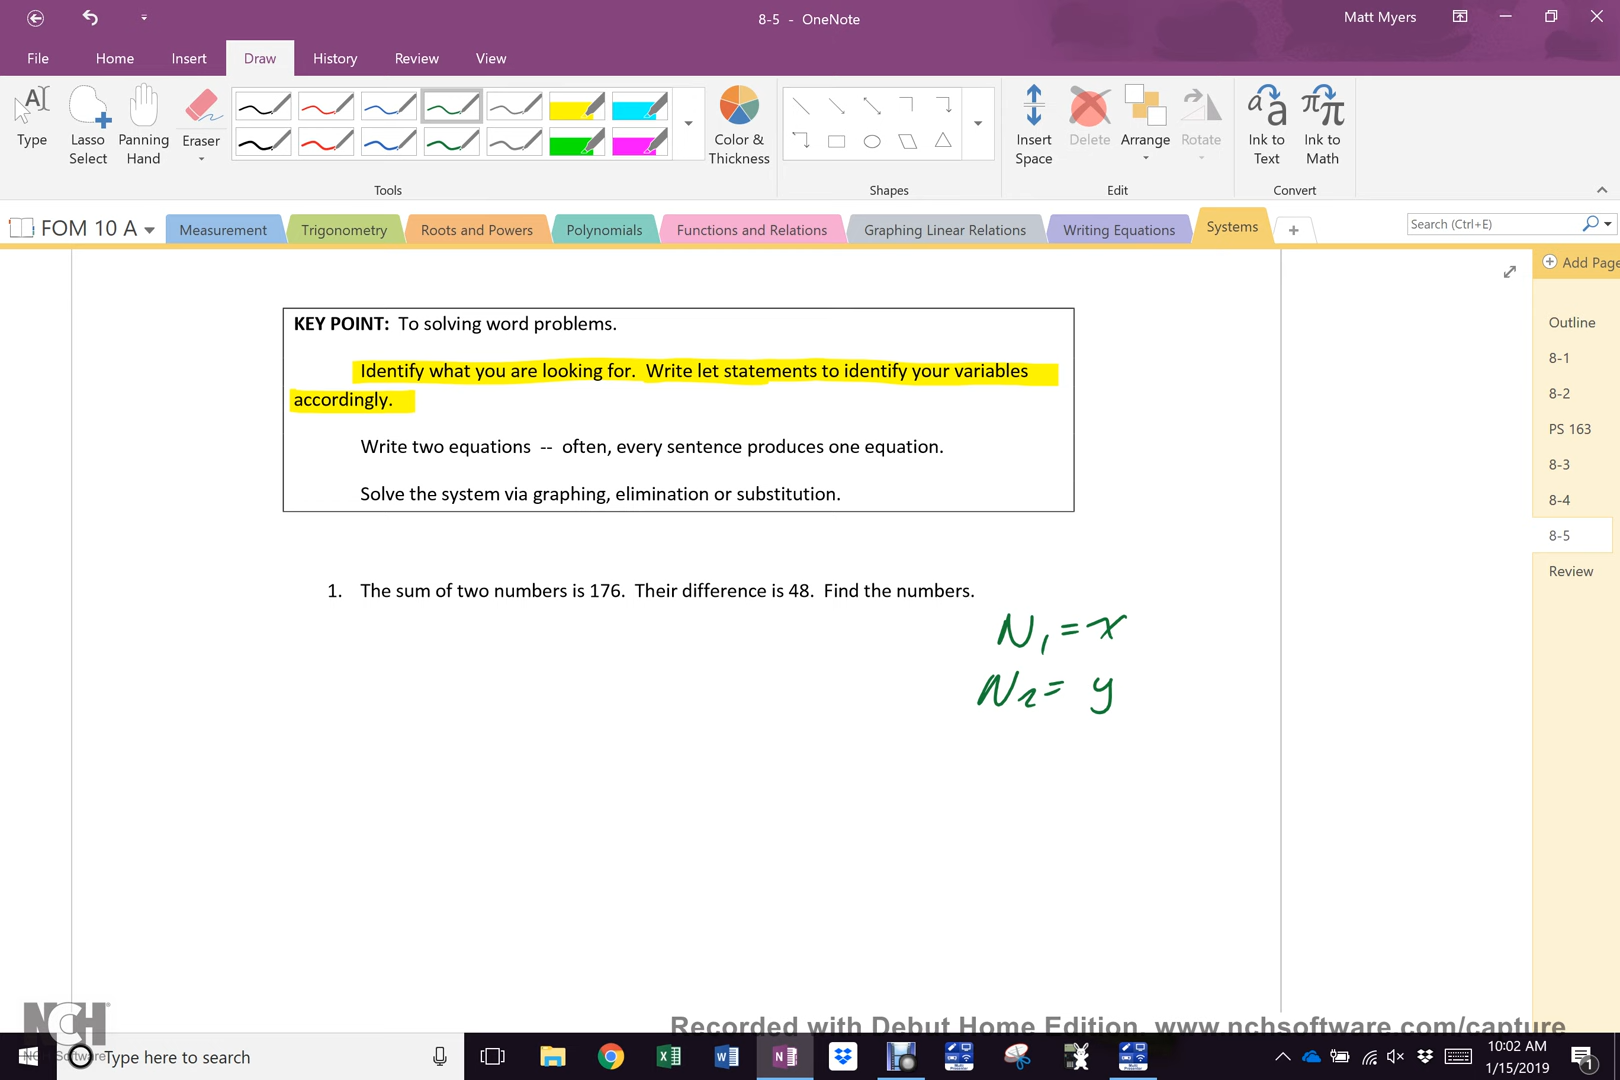 8-5 - OneNote
Matt Myers
File Home Insert Draw History Review View
Type
Lasso Select
Panning Hand
Eraser
Color & Thickness
Insert Space
Delete
Arrange
Rotate
Ink to Text
Ink to Math
Tools
Shapes
Edit
Convert
FOM 10 A
Measurement
Trigonometry
Roots and Powers
Polynomials
Functions and Relations
Graphing Linear Relations
Writing Equations
Systems
Search (Ctrl+E)
Add Page
Outline
8-1
8-2
PS 163
8-3
8-4
8-5
Review
KEY POINT: To solving word problems.
Identify what you are looking for. Write let statements to identify your variables
accordingly.
Write two equations -- often, every sentence produces one equation.
Solve the system via graphing, elimination or substitution.
1. The sum of two numbers is 176. Their difference is 48. Find the numbers.
N₁ = x
N₂ = y
NCH
NCH Software
Recorded with Debut Home Edition. www.nchsoftware.com/capture
Type here to search
10:02 AM
1/15/2019
1